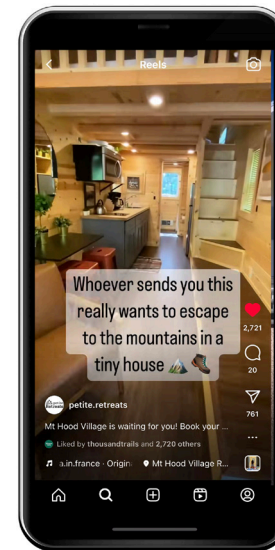 Reels
Whoever sends you this
really wants to escape
to the mountains in a
tiny house 🏔️ 🥾
2,721
20
761
petite.retreats
Mt Hood Village is waiting for you! Book your ...
Liked by thousandtrails and 2,720 others
a.in.france · Origin Mt Hood Village R...